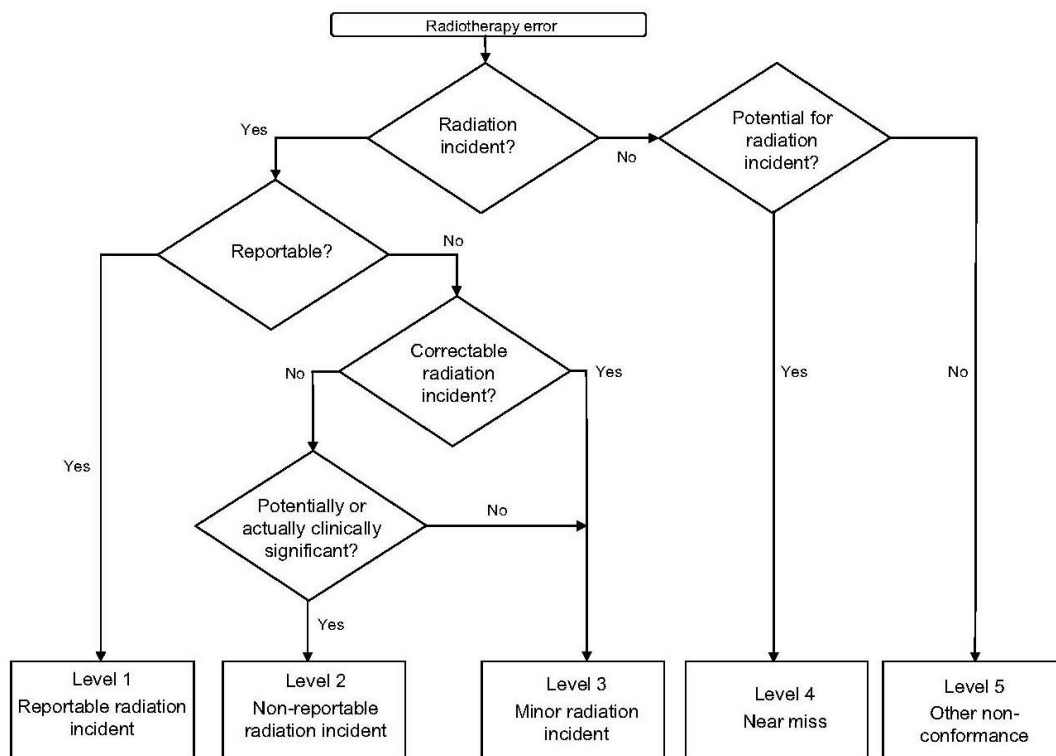 Radiotherapy error
Radiation
incident?
Yes
No
Potential for
radiation
incident?
Reportable?
No
Correctable
radiation
incident?
No
Yes
Yes
No
Yes
Potentially or
actually clinically
significant?
No
Yes
Level 1
Reportable radiation
incident
Level 2
Non-reportable
radiation incident
Level 3
Minor radiation
incident
Level 4
Near miss
Level 5
Other non-
conformance